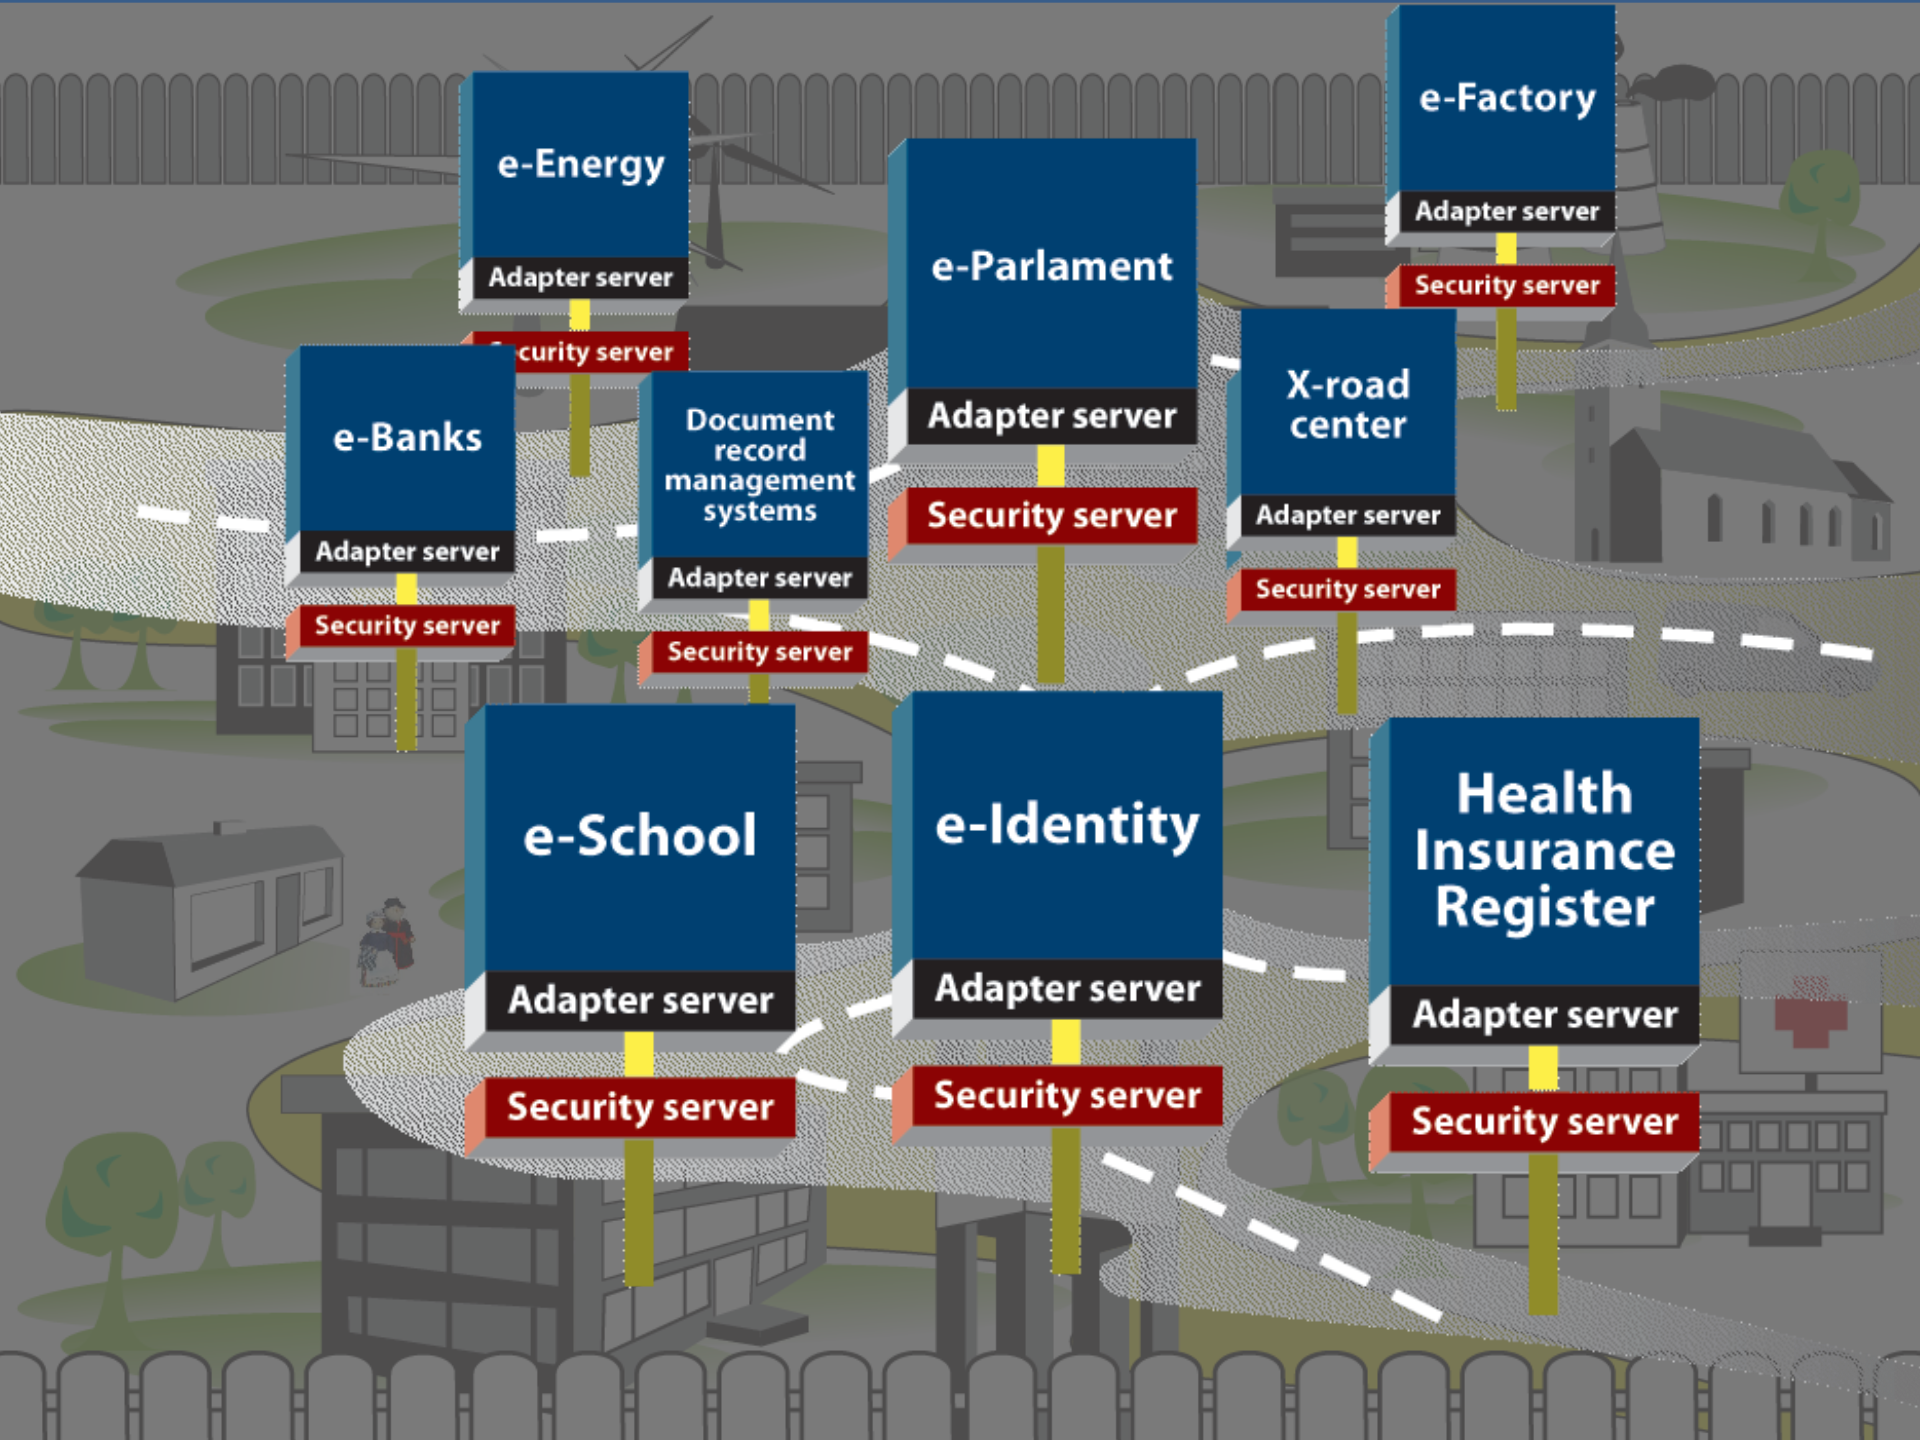 e-Factory
Adapter server
Security server
e-Energy
Adapter server
Security server
e-Parlament
Adapter server
Security server
X-road
center
Adapter server
Security server
e-Banks
Adapter server
Security server
Document
record
management
systems
Adapter server
Security server
e-School
Adapter server
Security server
e-Identity
Adapter server
Security server
Health
Insurance
Register
Adapter server
Security server